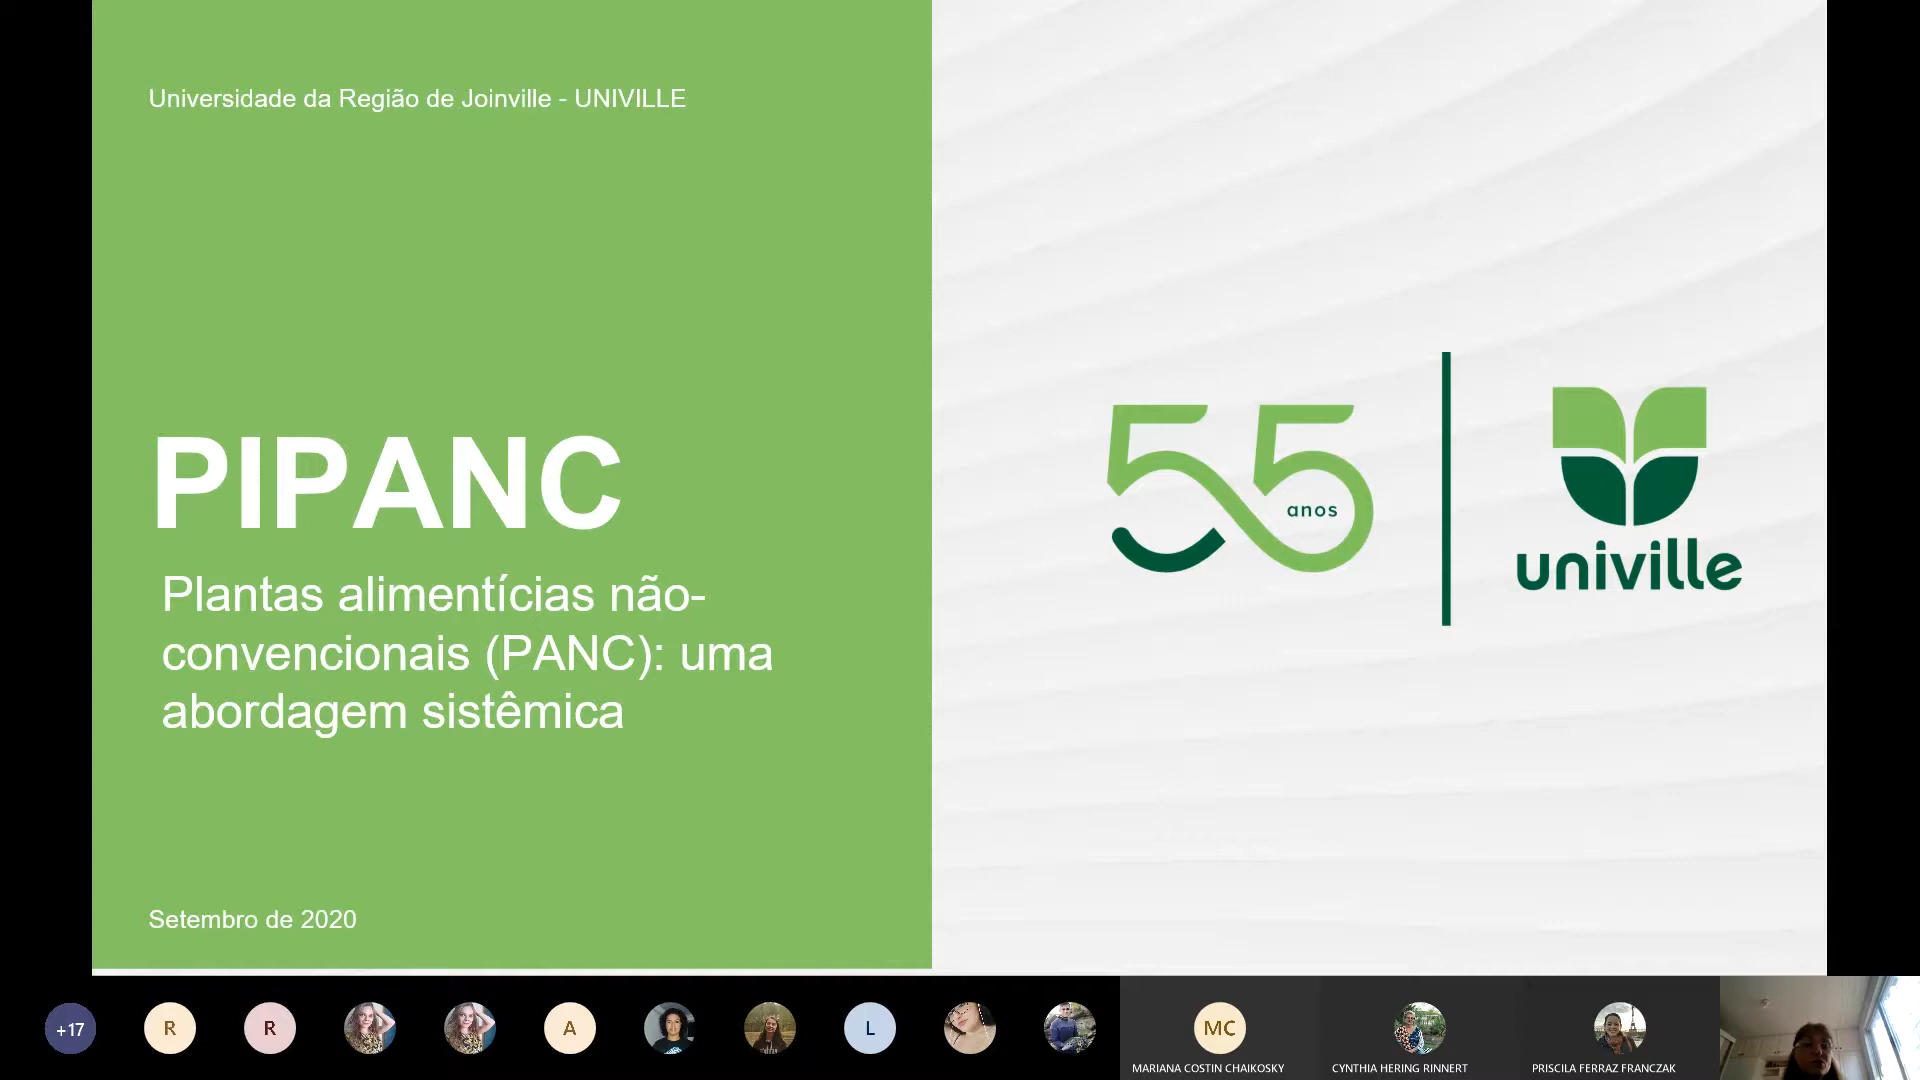 Universidade da Região de Joinville - UNIVILLE
PIPANC
Plantas alimentícias não-
convencionais (PANC): uma
abordagem sistêmica
Setembro de 2020
55
anos
univille
+17
R
R
A
L
MC
MARIANA COSTIN CHAIKOSKY
CYNTHIA HERING RINNERT
PRISCILA FERRAZ FRANCZAK